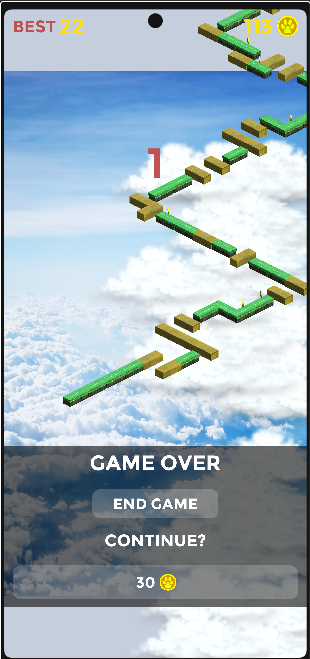 BEST 22 113
1
GAME OVER
END GAME
CONTINUE?
30